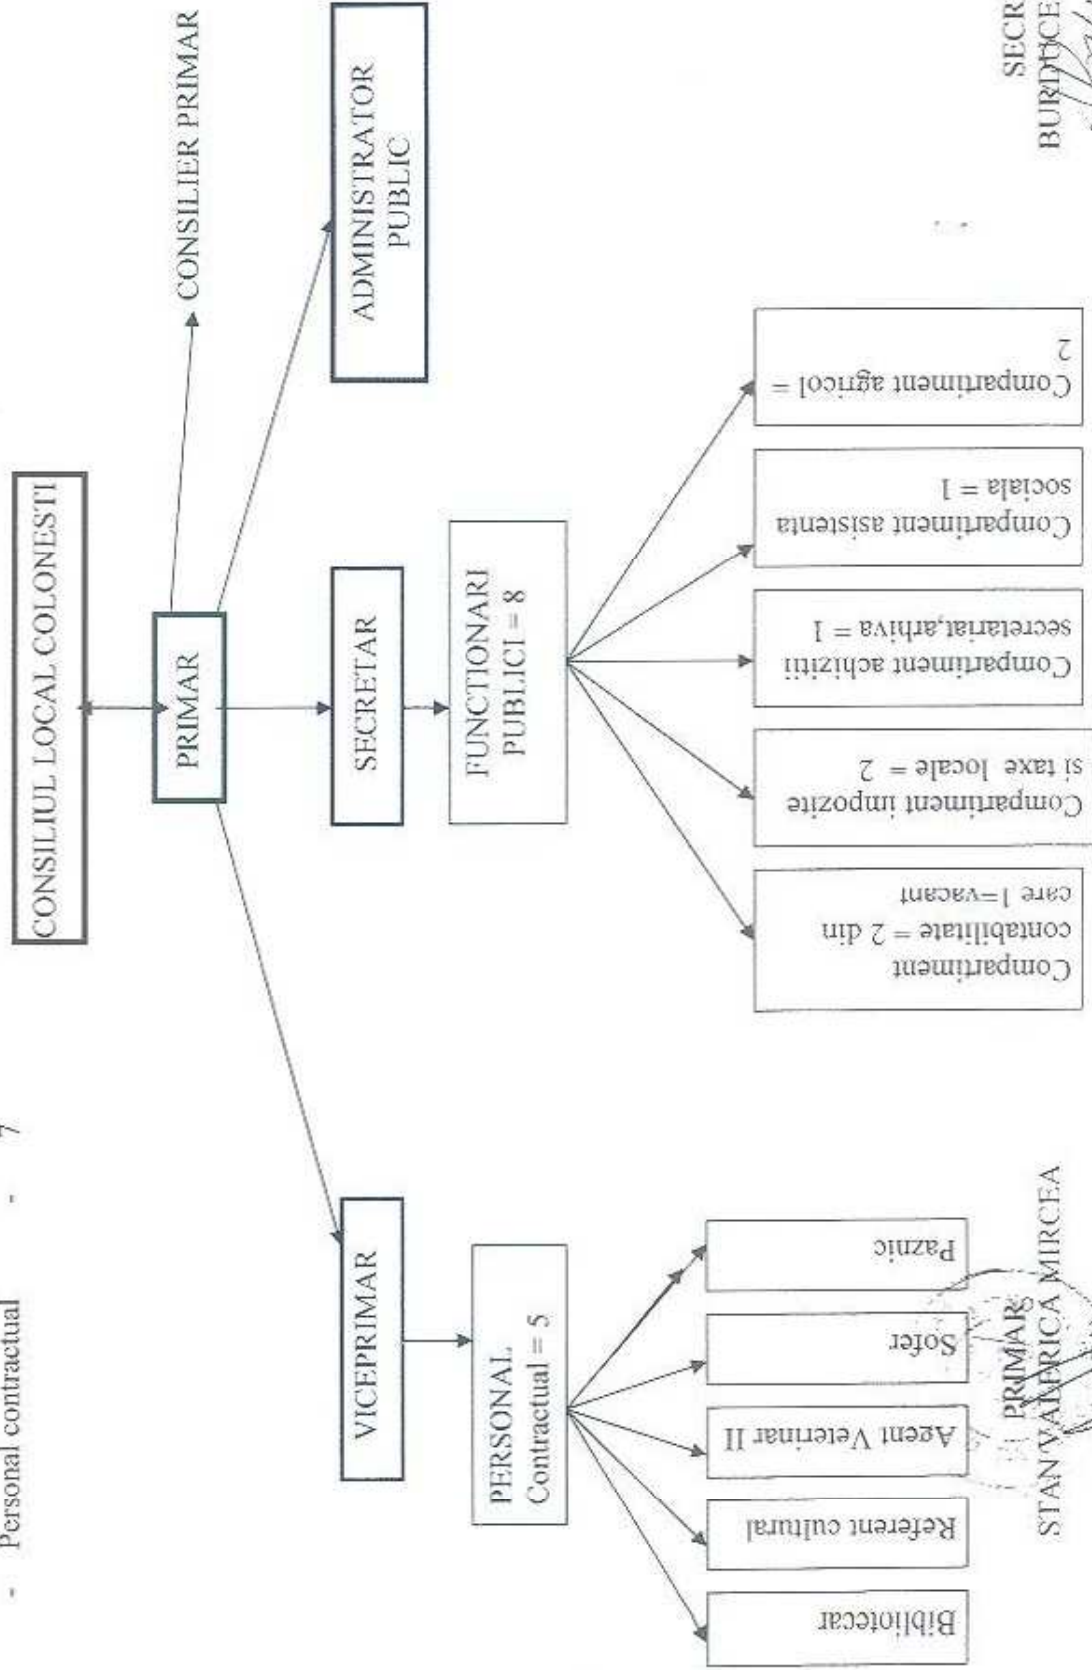 - Personal contractual - 7
CONSILIUL LOCAL COLONESTI
PRIMAR
CONSILIER PRIMAR
VICEPRIMAR
SECRETAR
ADMINISTRATOR
PUBLIC
PERSONAL
Contractual = 5
FUNCTIONARI
PUBLICI = 8
Bibliotecar
Referent cultural
Agent Veterinar II
Sofer
Paznic
Compartiment
contabilitate = 2 din
care 1=vacant
Compartiment impozite
si taxe locale = 2
Compartiment achizitii
secretariat,arhiva = 1
Compartiment asistenta
sociala = 1
Compartiment agricol =
2
PRIMAR
STAN VALERICA MIRCEA
SECR
BURDUCE